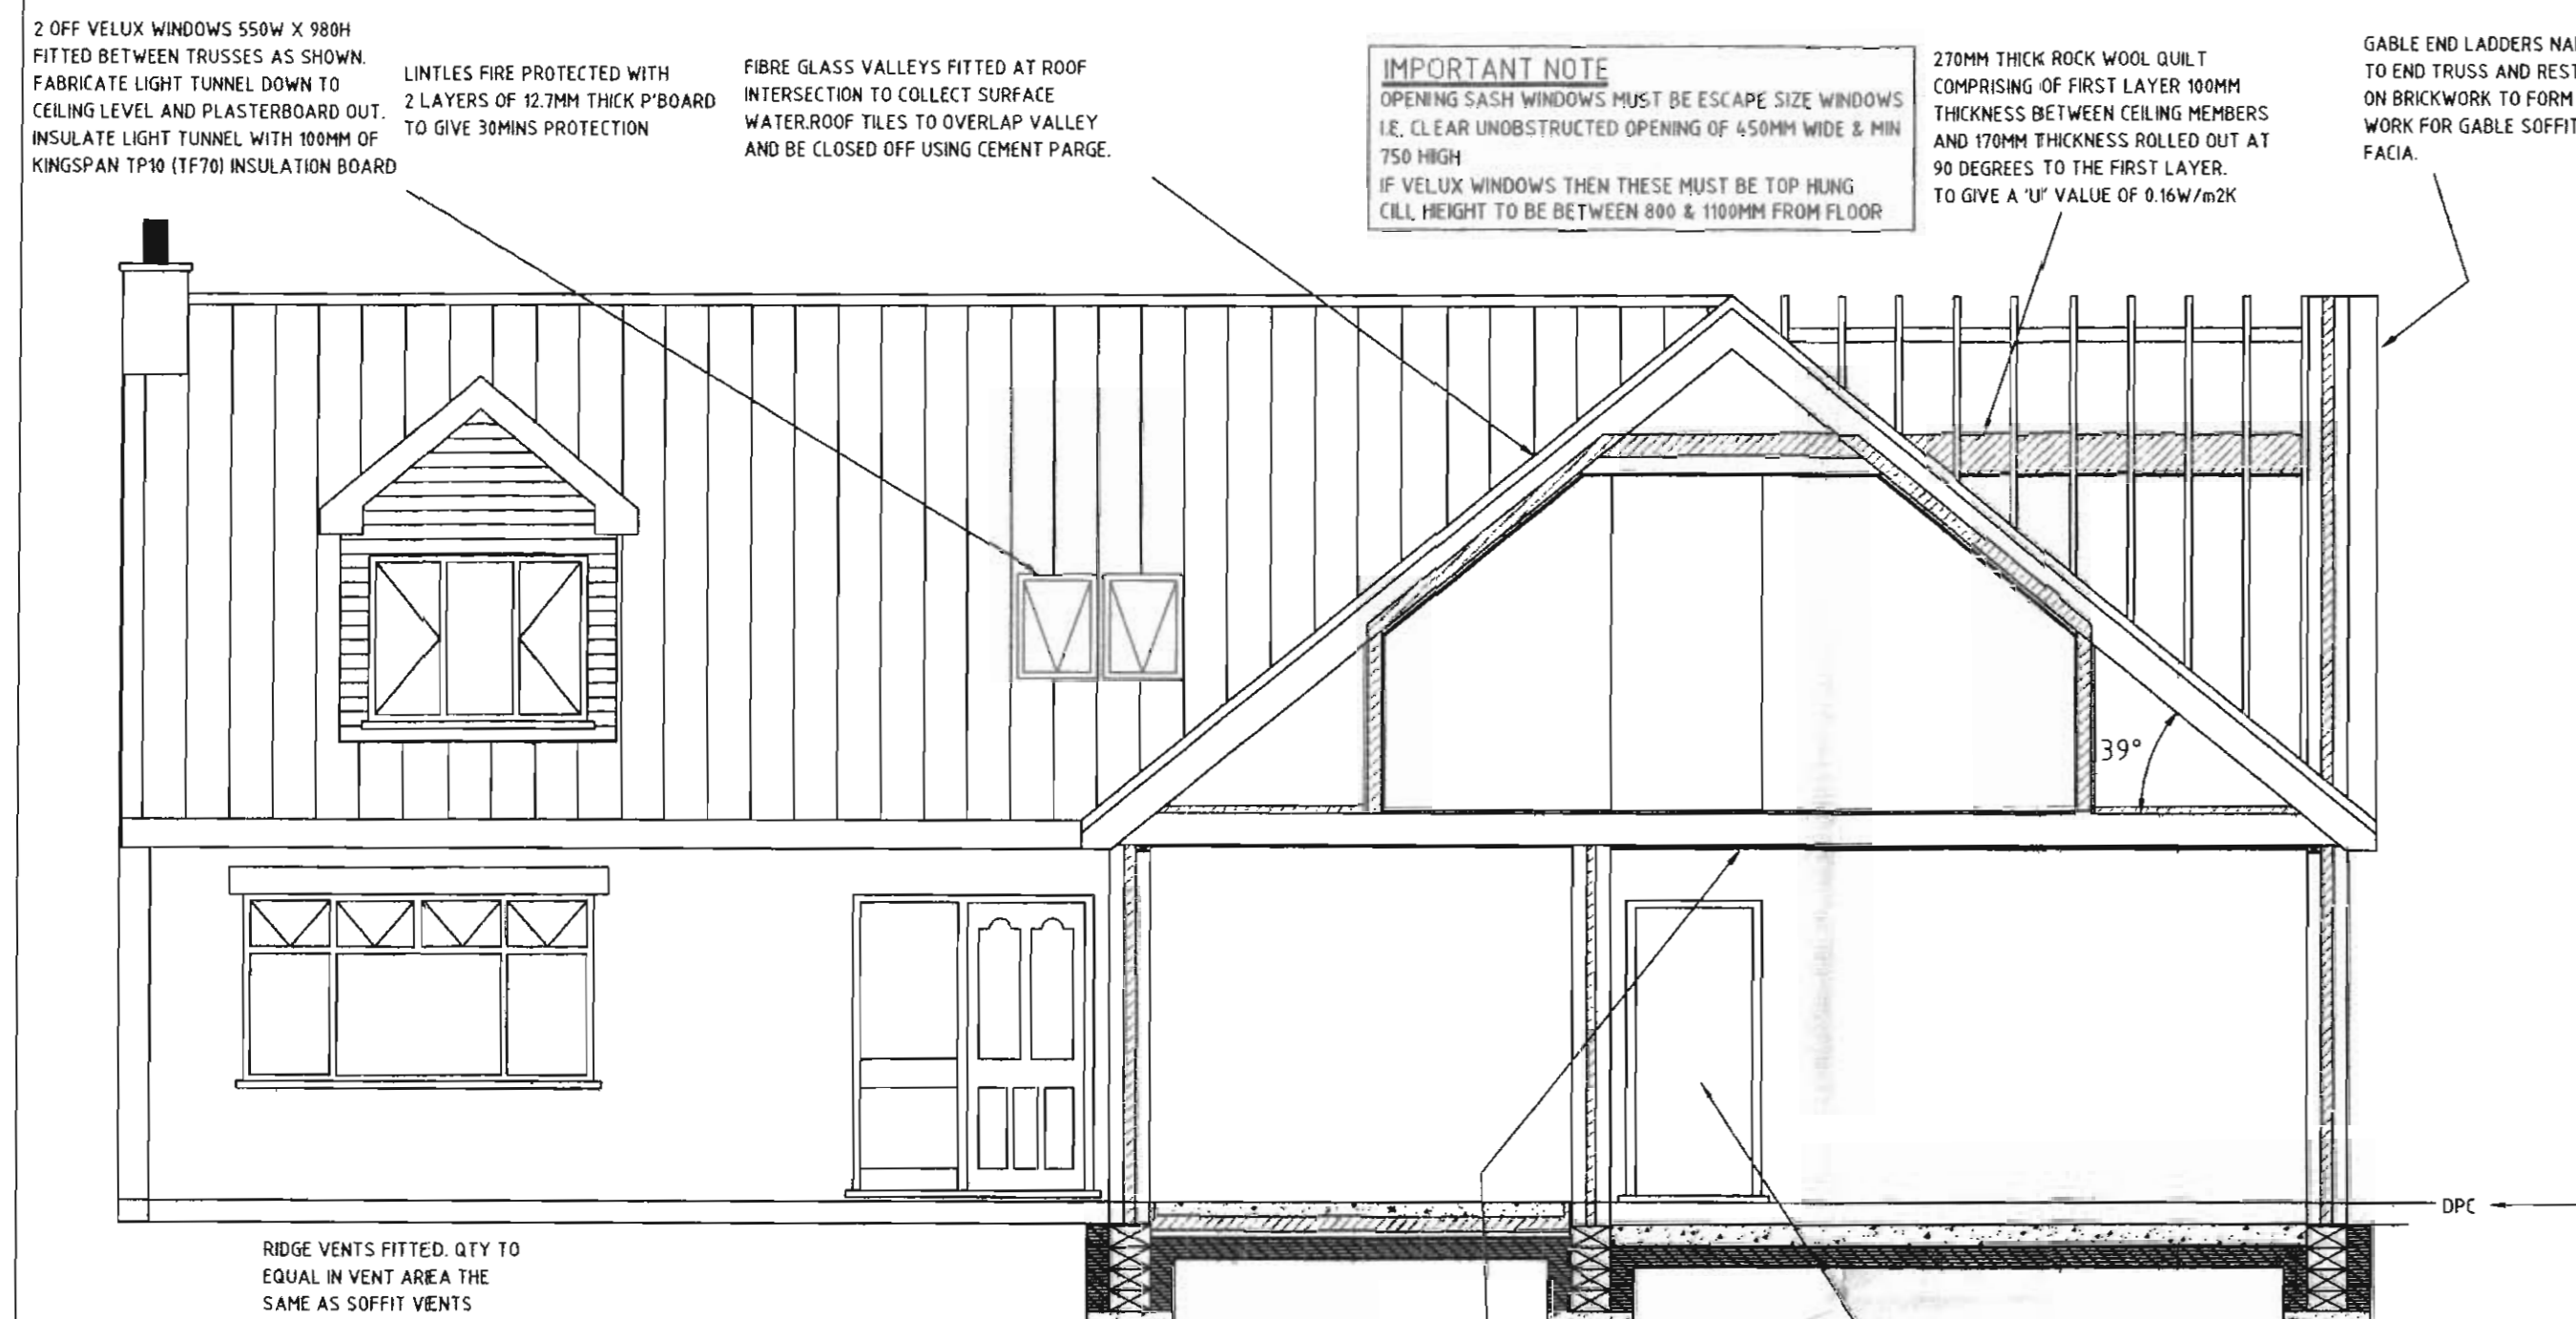 2 OFF VELUX WINDOWS 550W X 980H
FITTED BETWEEN TRUSSES AS SHOWN.
FABRICATE LIGHT TUNNEL DOWN TO
CEILING LEVEL AND PLASTERBOARD OUT.
INSULATE LIGHT TUNNEL WITH 100MM OF
KINGSPAN TP10 (TF70) INSULATION BOARD
LINTLES FIRE PROTECTED WITH
2 LAYERS OF 12.7MM THICK P'BOARD
TO GIVE 30MINS PROTECTION
FIBRE GLASS VALLEYS FITTED AT ROOF
INTERSECTION TO COLLECT SURFACE
WATER.ROOF TILES TO OVERLAP VALLEY
AND BE CLOSED OFF USING CEMENT PARGE.
IMPORTANT NOTE
OPENING SASH WINDOWS MUST BE ESCAPE SIZE WINDOWS
I.E. CLEAR UNOBSTRUCTED OPENING OF 450MM WIDE & MIN
750 HIGH
IF VELUX WINDOWS THEN THESE MUST BE TOP HUNG
CILL HEIGHT TO BE BETWEEN 800 & 1100MM FROM FLOOR
270MM THICK ROCK WOOL QUILT
COMPRISING OF FIRST LAYER 100MM
THICKNESS BETWEEN CEILING MEMBERS
AND 170MM THICKNESS ROLLED OUT AT
90 DEGREES TO THE FIRST LAYER.
TO GIVE A 'U' VALUE OF 0.16W/m2K
GABLE END LADDERS
TO END TRUSS AND REST
ON BRICKWORK TO FORM
WORK FOR GABLE SOFFIT
FACIA.
39°
DPC
RIDGE VENTS FITTED. QTY TO
EQUAL IN VENT AREA THE
SAME AS SOFFIT VENTS